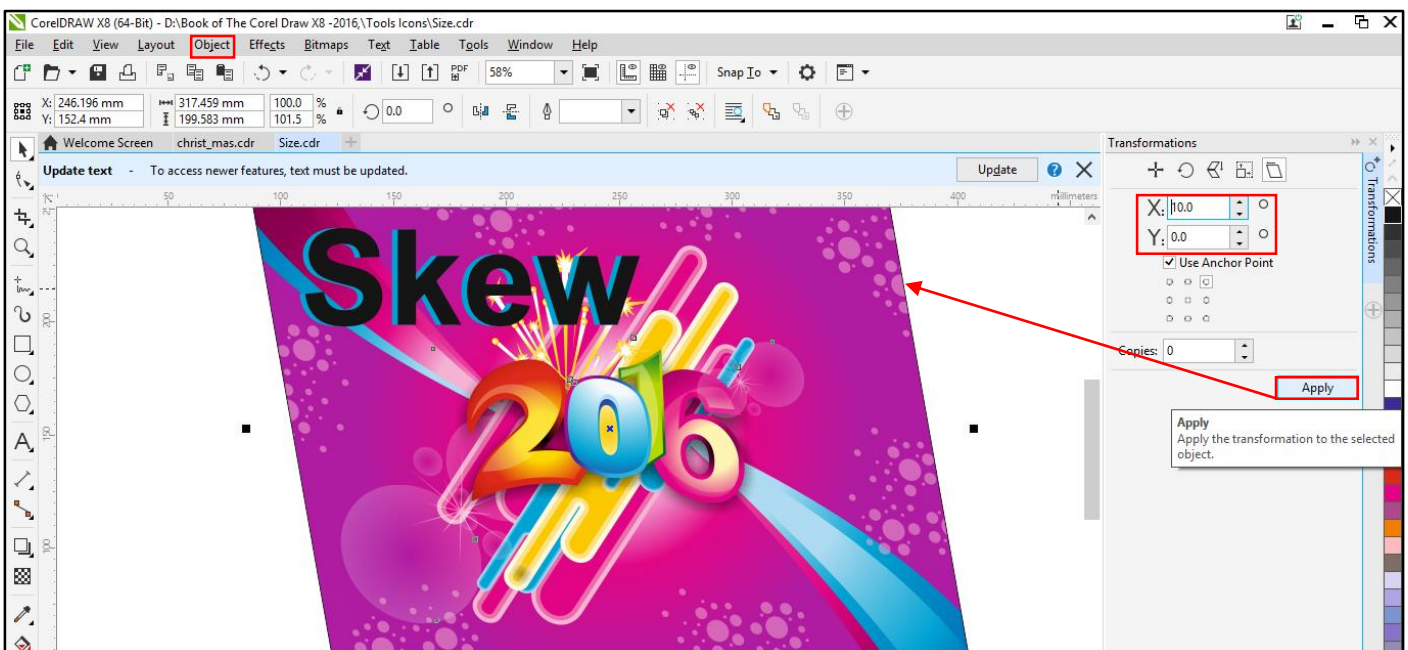 CorelDRAW X8 (64-Bit) - D:\Book of The Corel Draw X8 -2016,\Tools Icons\Size.cdr
File Edit View Layout Object Effects Bitmaps Text Table Tools Window Help
PDF 58% Snap To
X: 246.196 mm 317.459 mm 100.0 % 0.0
Y: 152.4 mm 199.583 mm 101.5 %
Welcome Screen christ_mas.cdr Size.cdr
Update text - To access newer features, text must be updated. Update
50 100 150 200 250 300 350 400 millimeters
200
150
100
Skew
2016
Transformations
X: 10.0
Y: 0.0
Use Anchor Point
Copies: 0
Apply
Apply
Apply the transformation to the selected
object.
Transformations